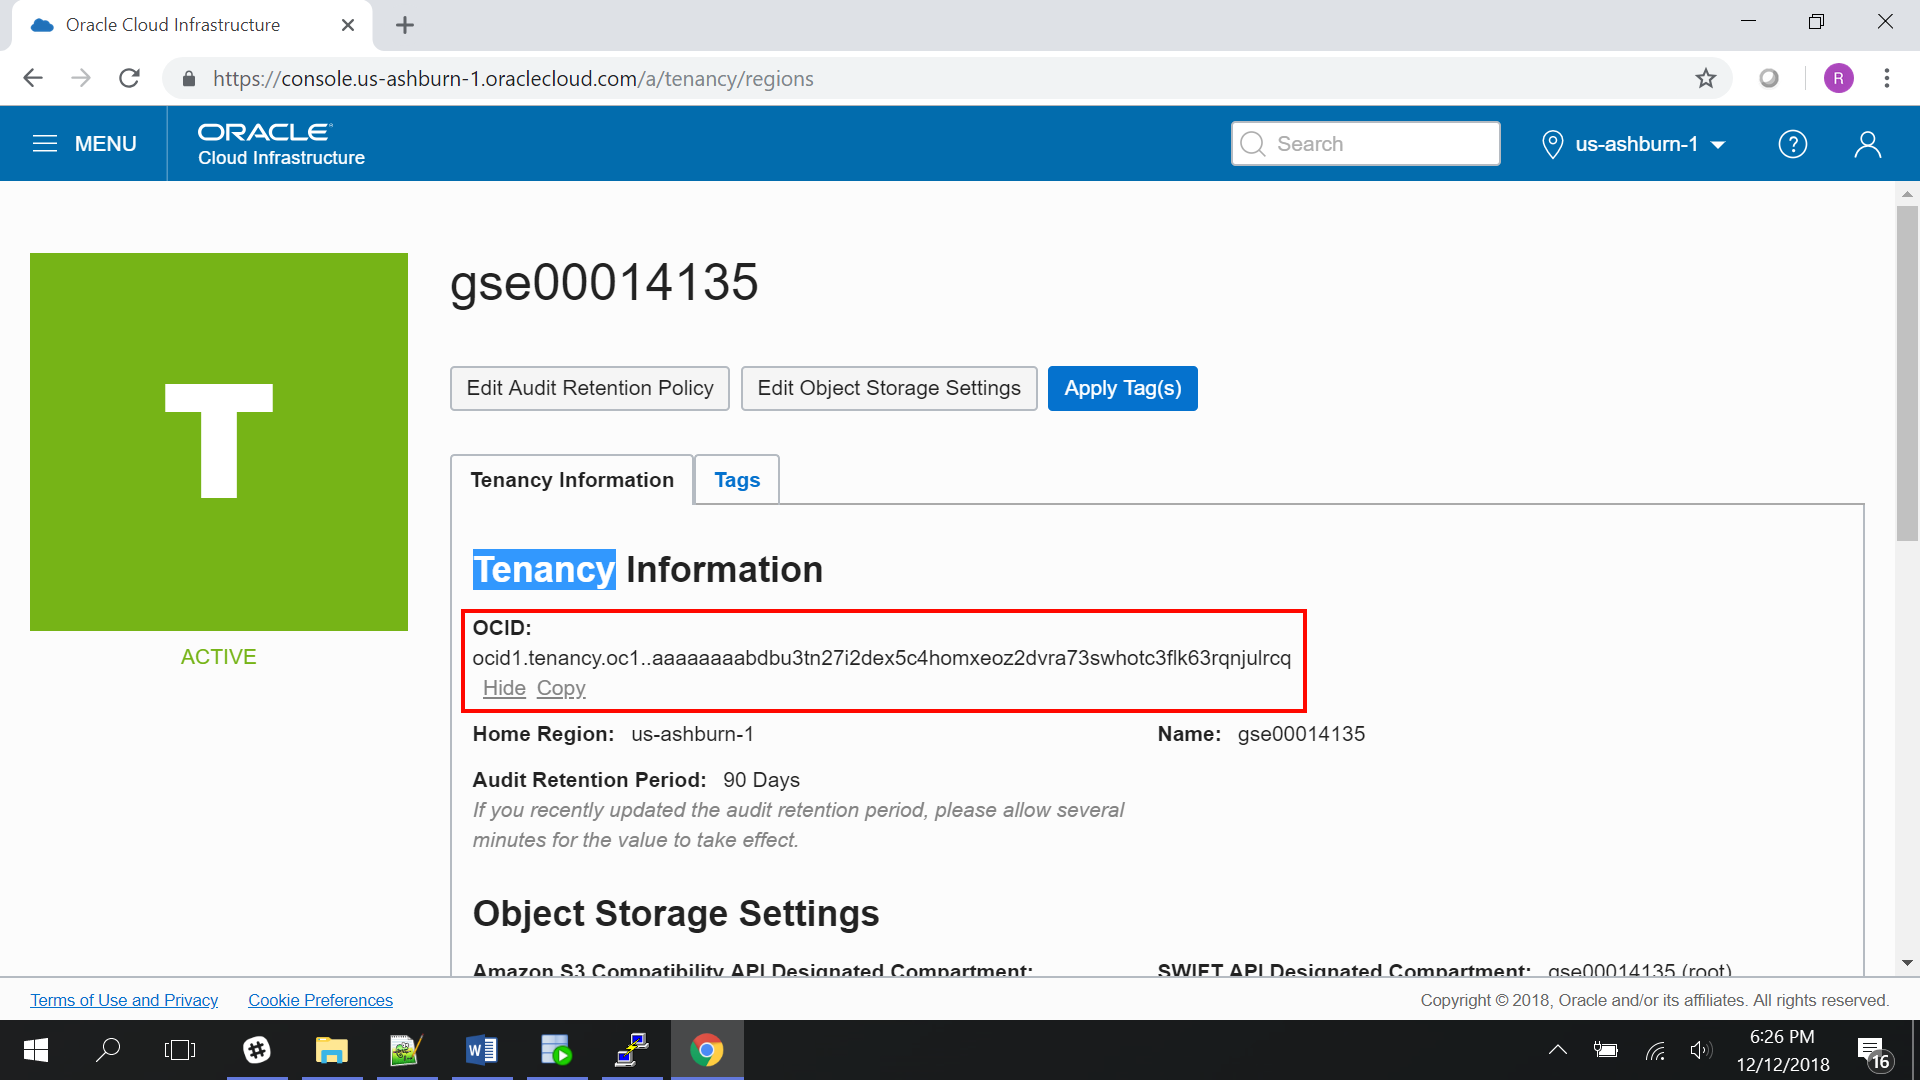 Oracle Cloud Infrastructure
https://console.us-ashburn-1.oraclecloud.com/a/tenancy/regions
R
MENU
ORACLE
Cloud Infrastructure
Search
us-ashburn-1
?
T
ACTIVE
gse00014135
Edit Audit Retention Policy
Edit Object Storage Settings
Apply Tag(s)
Tenancy Information
Tags
Tenancy Information
OCID:
ocid1.tenancy.oc1..aaaaaaaabdbu3tn27i2dex5c4homxeoz2dvra73swhotc3flk63rqnjulrcq
Hide Copy
Home Region: us-ashburn-1
Name: gse00014135
Audit Retention Period: 90 Days
If you recently updated the audit retention period, please allow several
minutes for the value to take effect.
Object Storage Settings
Amazon S3 Compatibility API Designated Compartment:
SWIFT API Designated Compartment: gse00014135 (root)
Terms of Use and Privacy
Cookie Preferences
Copyright © 2018, Oracle and/or its affiliates. All rights reserved.
6:26 PM
12/12/2018
16